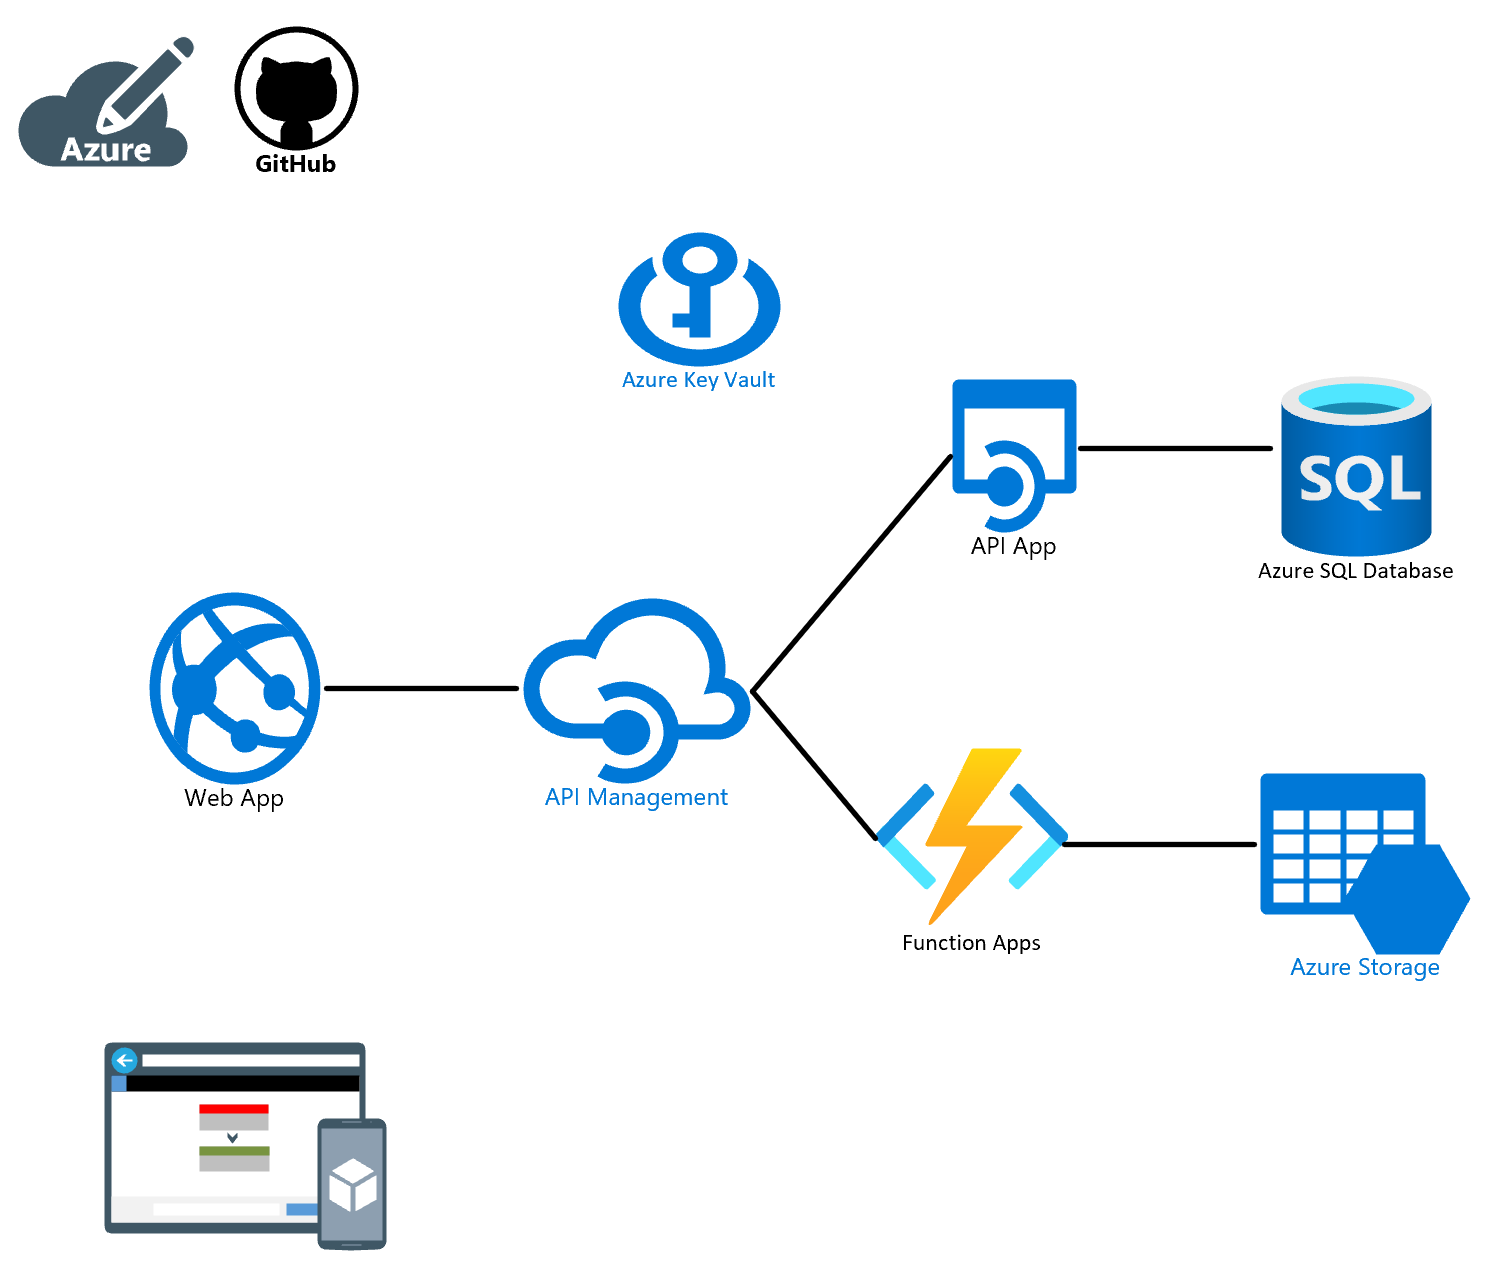 Azure
GitHub
Azure Key Vault
API App
SQL
Azure SQL Database
Web App
API Management
Function Apps
Azure Storage